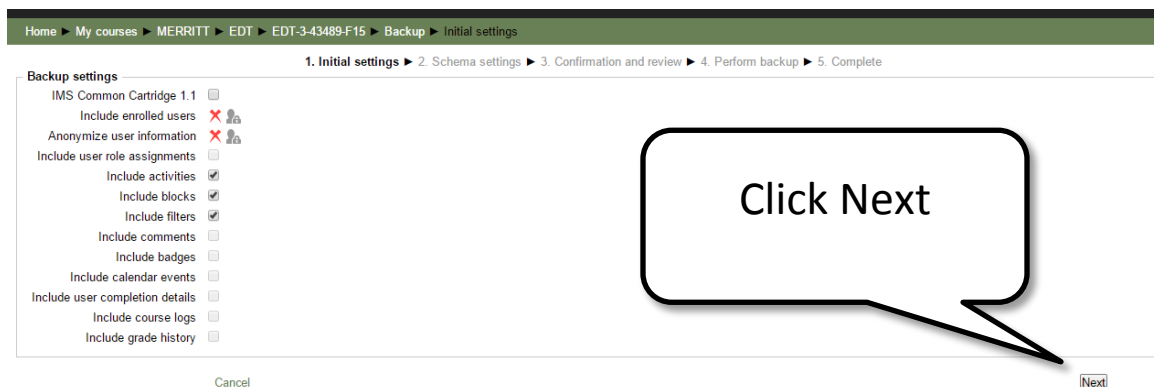 Home ► My courses ► MERRITT ► EDT ► EDT-3-43489-F15 ► Backup ► Initial settings
1. Initial settings ► 2. Schema settings ► 3. Confirmation and review ► 4. Perform backup ► 5. Complete
Backup settings
IMS Common Cartridge 1.1
Include enrolled users
Anonymize user information
Include user role assignments
Include activities
Include blocks
Include filters
Include comments
Include badges
Include calendar events
Include user completion details
Include course logs
Include grade history
Click Next
Cancel Next